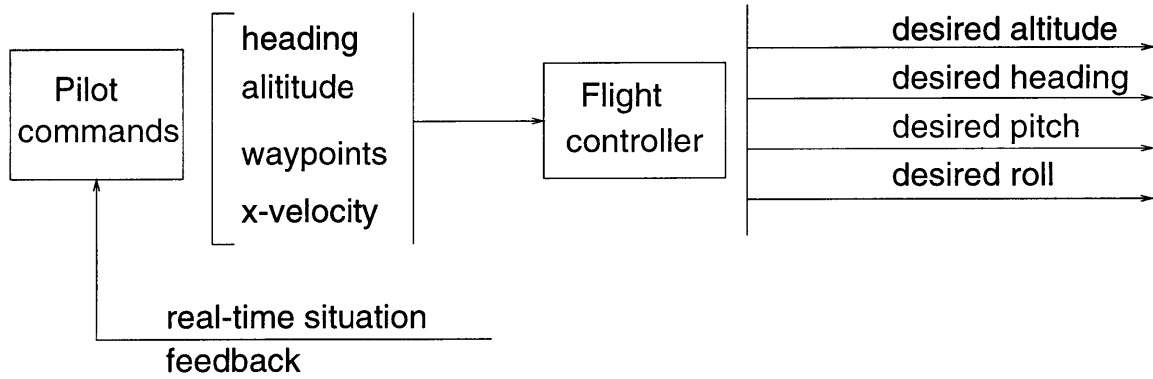 Pilot
commands
heading
alititude
waypoints
x-velocity
Flight
controller
desired altitude
desired heading
desired pitch
desired roll
real-time situation
feedback